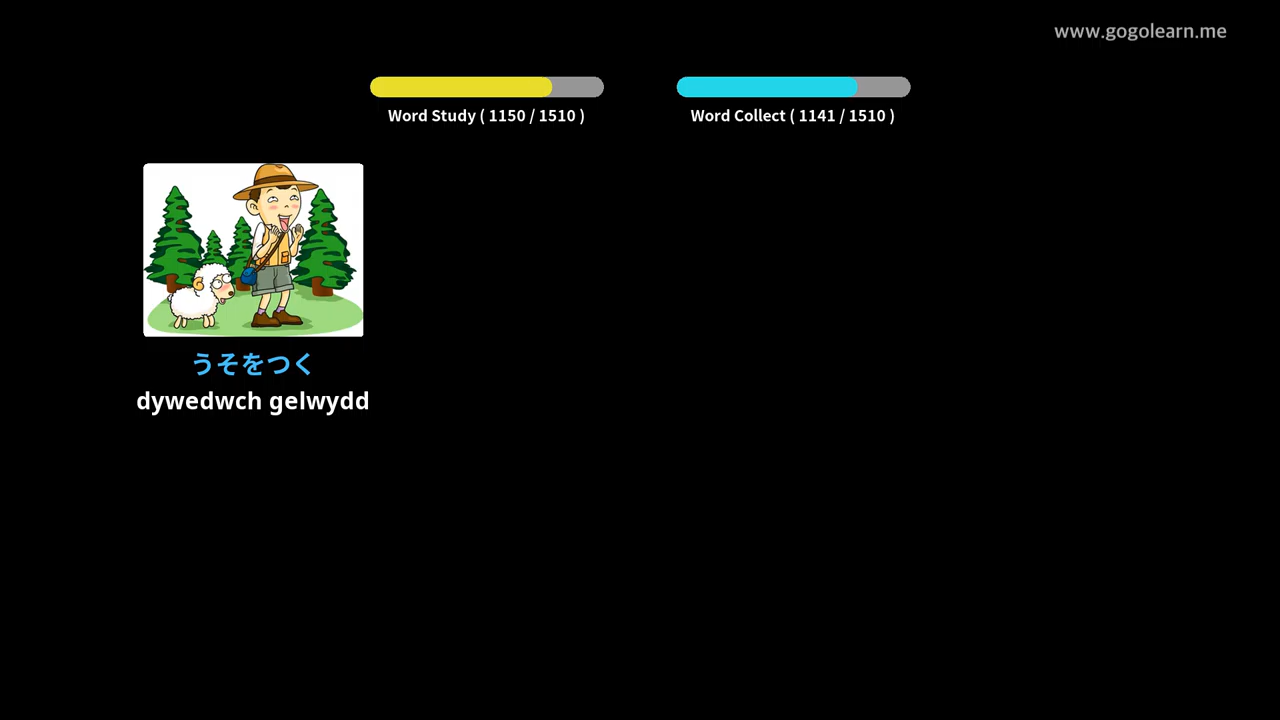 www.gogolearn.me
Word Study ( 1150 / 1510 )
Word Collect ( 1141 / 1510 )
うそをつく
dywedwch gelwydd